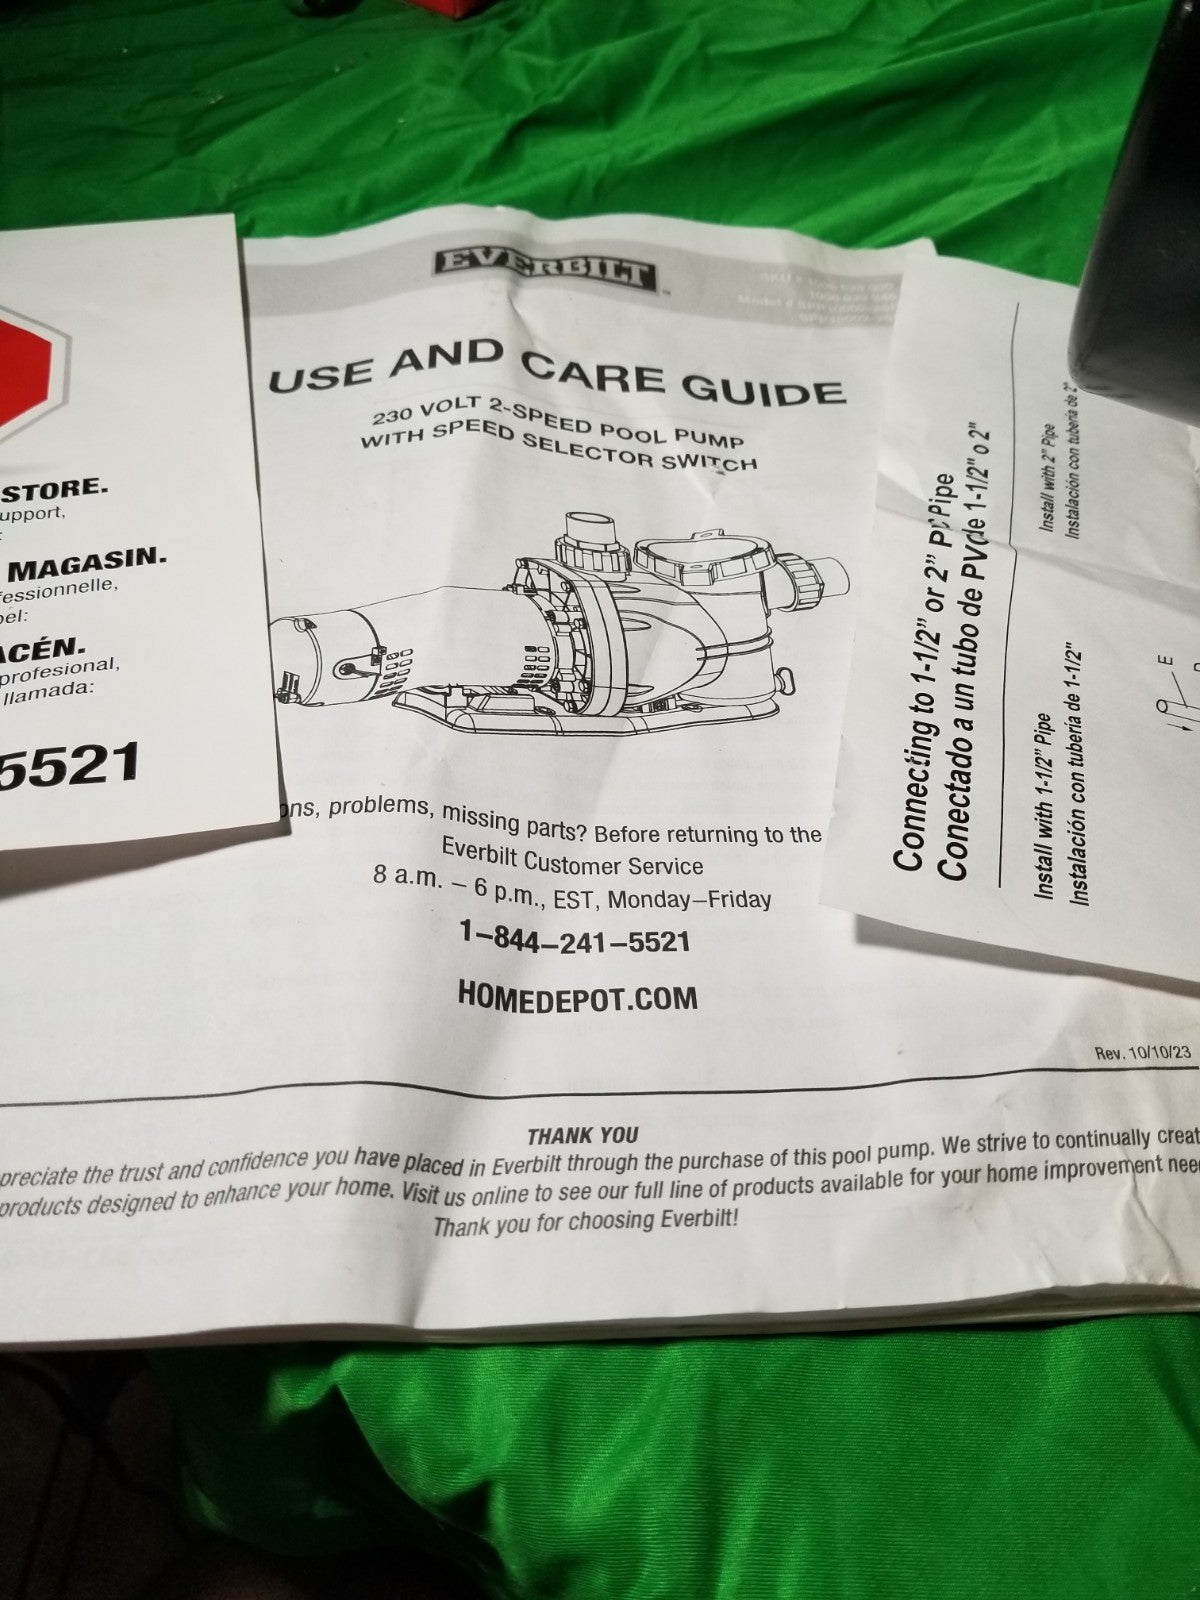 EVERBILT
USE AND CARE GUIDE
230 VOLT 2-SPEED POOL PUMP
WITH SPEED SELECTOR SWITCH
problems, missing parts? Before returning to the
Everbilt Customer Service
8 a.m. – 6 p.m., EST, Monday–Friday
1–844–241–5521
HOMEDEPOT.COM
Rev. 10/10/23
THANK YOU
preciate the trust and confidence you have placed in Everbilt through the purchase of this pool pump. We strive to continually creat
products designed to enhance your home. Visit us online to see our full line of products available for your home improvement nee
Thank you for choosing Everbilt!
STORE.
upport,
MAGASIN.
fessionnelle,
pel:
ACÉN.
profesional,
llamada:
5521
Connecting to 1-1/2" or 2" Pipe
Conectado a un tubo de PVC de 1-1/2" o 2"
Install with 1-1/2" Pipe
Instalación con tubería de 1-1/2"
Install with 2" Pipe
Instalación con tubería de 2"
E